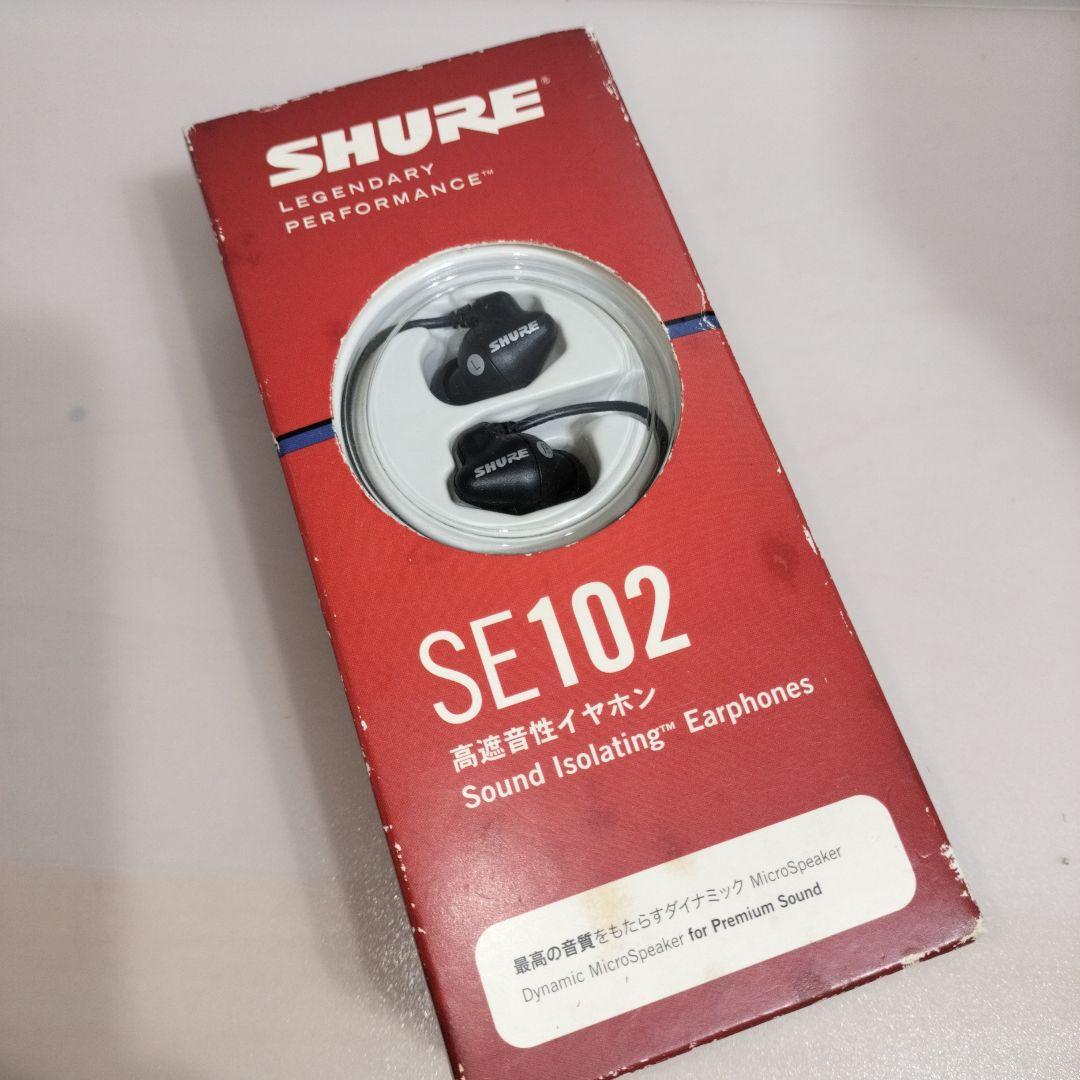 SHURE®
LEGENDARY
PERFORMANCE™
SHURE
L
SHURE
SE102
高遮音性イヤホン
Sound Isolating™ Earphones
最高の音質をもたらすダイナミック MicroSpeaker
Dynamic MicroSpeaker for Premium Sound